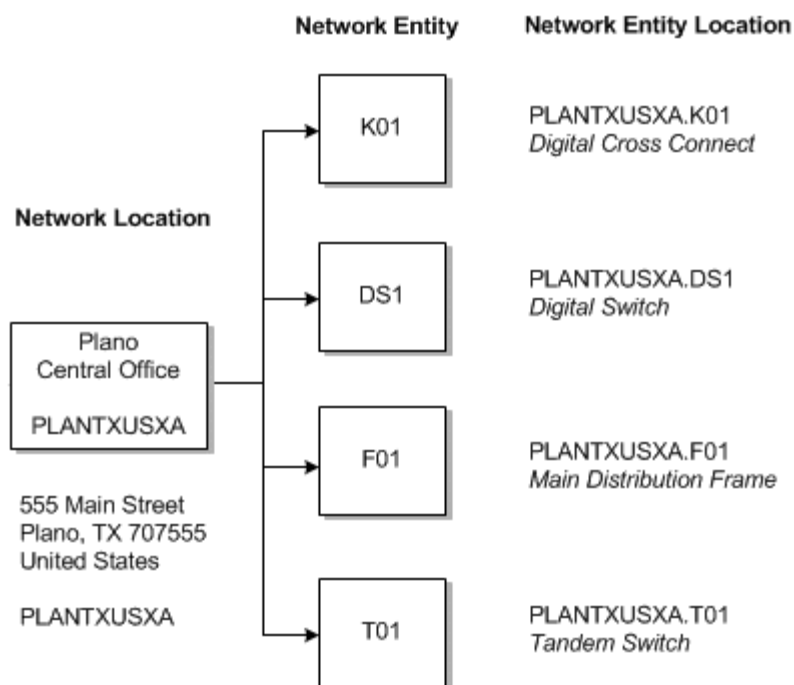 Network Entity
Network Entity Location
K01
PLANTXUSXA.K01
Digital Cross Connect
Network Location
DS1
PLANTXUSXA.DS1
Digital Switch
Plano
Central Office
PLANTXUSXA
F01
PLANTXUSXA.F01
Main Distribution Frame
555 Main Street
Plano, TX 707555
United States
PLANTXUSXA
T01
PLANTXUSXA.T01
Tandem Switch